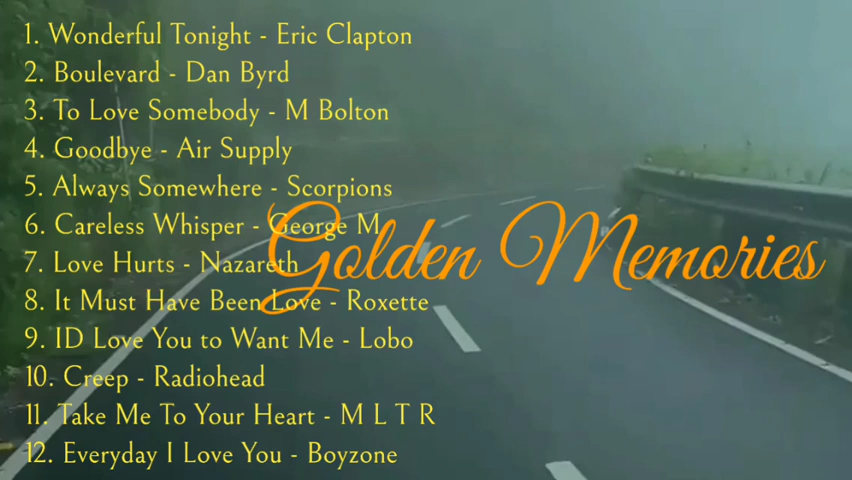 1. Wonderful Tonight - Eric Clapton
2. Boulevard - Dan Byrd
3. To Love Somebody - M Bolton
4. Goodbye - Air Supply
5. Always Somewhere - Scorpions
6. Careless Whisper - George M
7. Love Hurts - Nazareth
8. It Must Have Been Love - Roxette
9. ID Love You to Want Me - Lobo
10. Creep - Radiohead
11. Take Me To Your Heart - M L T R
12. Everyday I Love You - Boyzone
Golden Memories